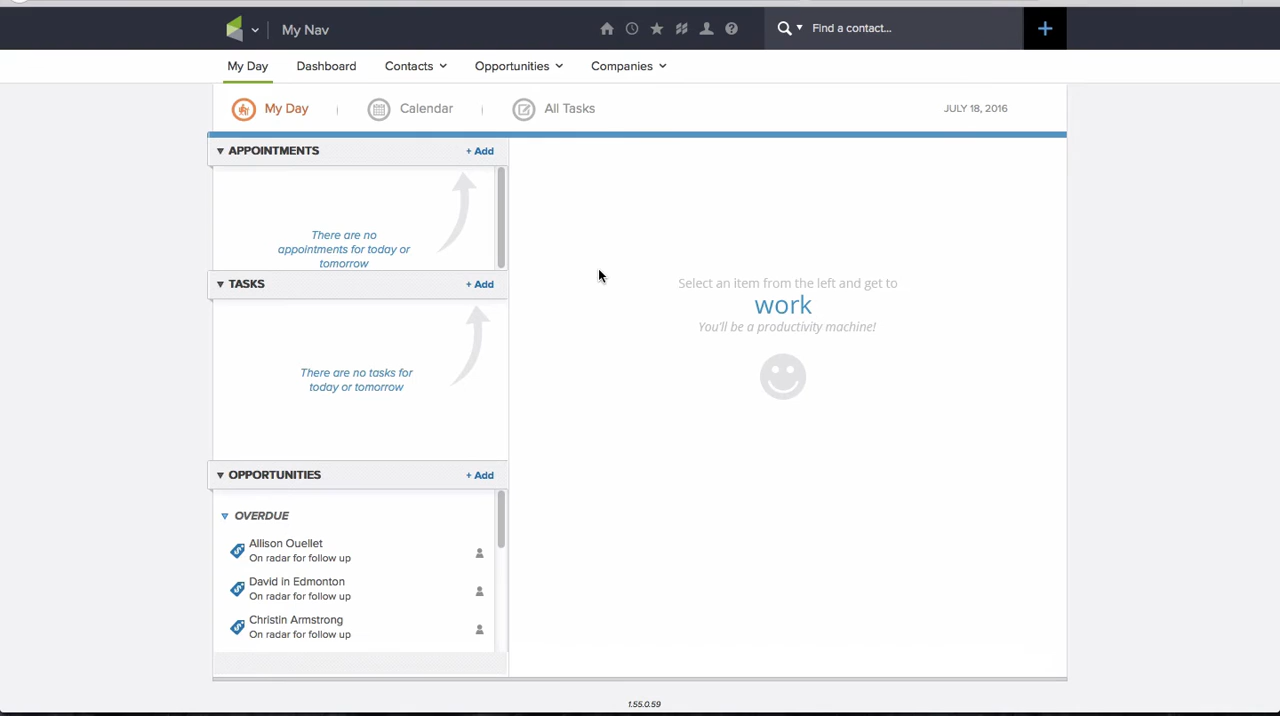 My Nav
Find a contact...
My Day
Dashboard
Contacts
Opportunities
Companies
My Day
Calendar
All Tasks
JULY 18, 2016
APPOINTMENTS
+ Add
There are no
appointments for today or
tomorrow
TASKS
+ Add
There are no tasks for
today or tomorrow
OPPORTUNITIES
+ Add
OVERDUE
Allison Ouellet
On radar for follow up
David in Edmonton
On radar for follow up
Christin Armstrong
On radar for follow up
Select an item from the left and get to
work
You'll be a productivity machine!
1.55.0.59